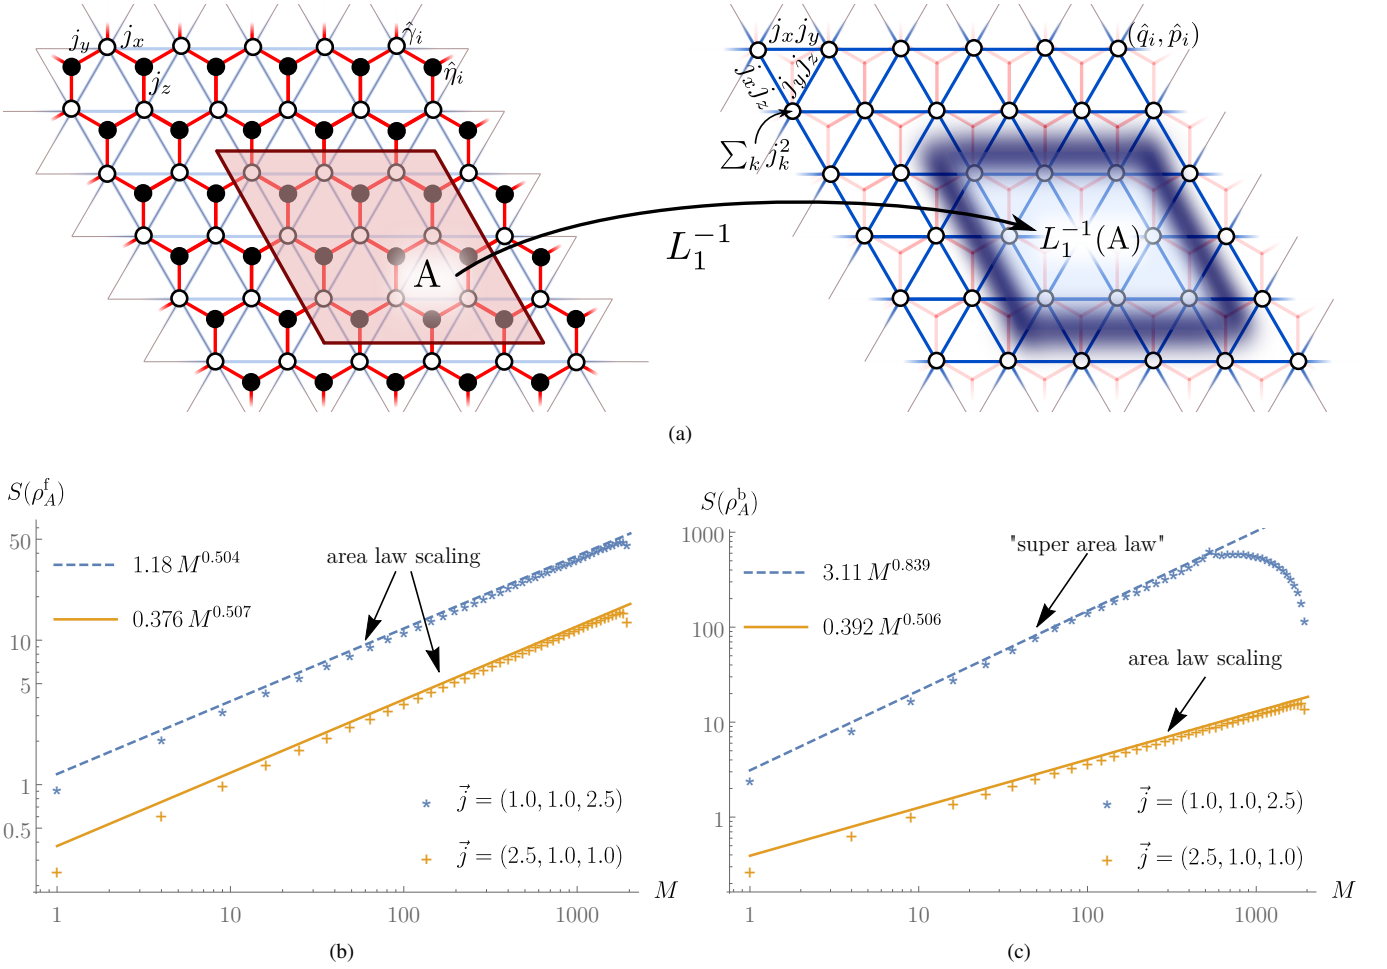 j_y j_x γ̂_i
η̂_i
j_z
A
L_1^{-1}
j_x j_y
(q̂_i, p̂_i)
j_x j_z
j_y j_z
∑_k j_k^2
L_1^{-1}(A)
(a)
S(ρ_A^f)
50
10
5
1
0.5
1.18 M^{0.504}
0.376 M^{0.507}
area law scaling
j⃗ = (1.0, 1.0, 2.5)
j⃗ = (2.5, 1.0, 1.0)
M
1 10 100 1000
(b)
S(ρ_A^b)
1000
100
10
1
3.11 M^{0.839}
0.392 M^{0.506}
"super area law"
area law scaling
j⃗ = (1.0, 1.0, 2.5)
j⃗ = (2.5, 1.0, 1.0)
M
1 10 100 1000
(c)